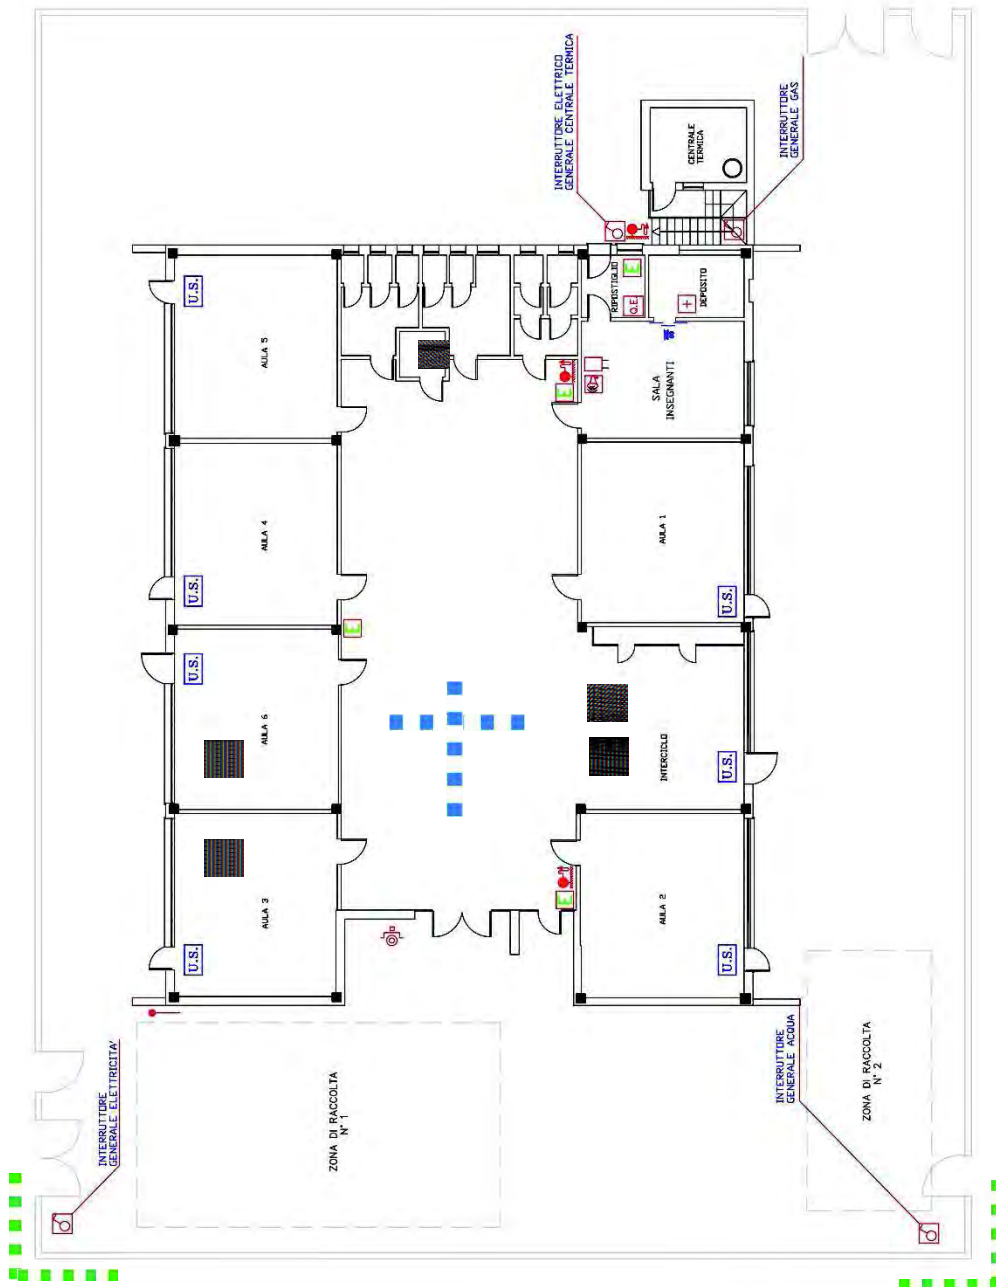 INTERRUTTORE ELETTRICO
GENERALE CENTRALE TERMICA
INTERRUTTORE
GENERALE GAS
CENTRALE
TERMICA
U.S.
AULA 5
RIPOSTIGLIO
E
Q.E
DEPOSITO
E
SALA
INSEGNANTI
AULA 4
U.S.
AULA 1
U.S.
E
U.S.
AULA 6
INTERCICLO
U.S.
AULA 3
U.S.
E
AULA 2
U.S.
INTERRUTTORE
GENERALE ELETTRICITA'
ZONA DI RACCOLTA
N° 1
INTERRUTTORE
GENERALE ACQUA
ZONA DI RACCOLTA
N° 2